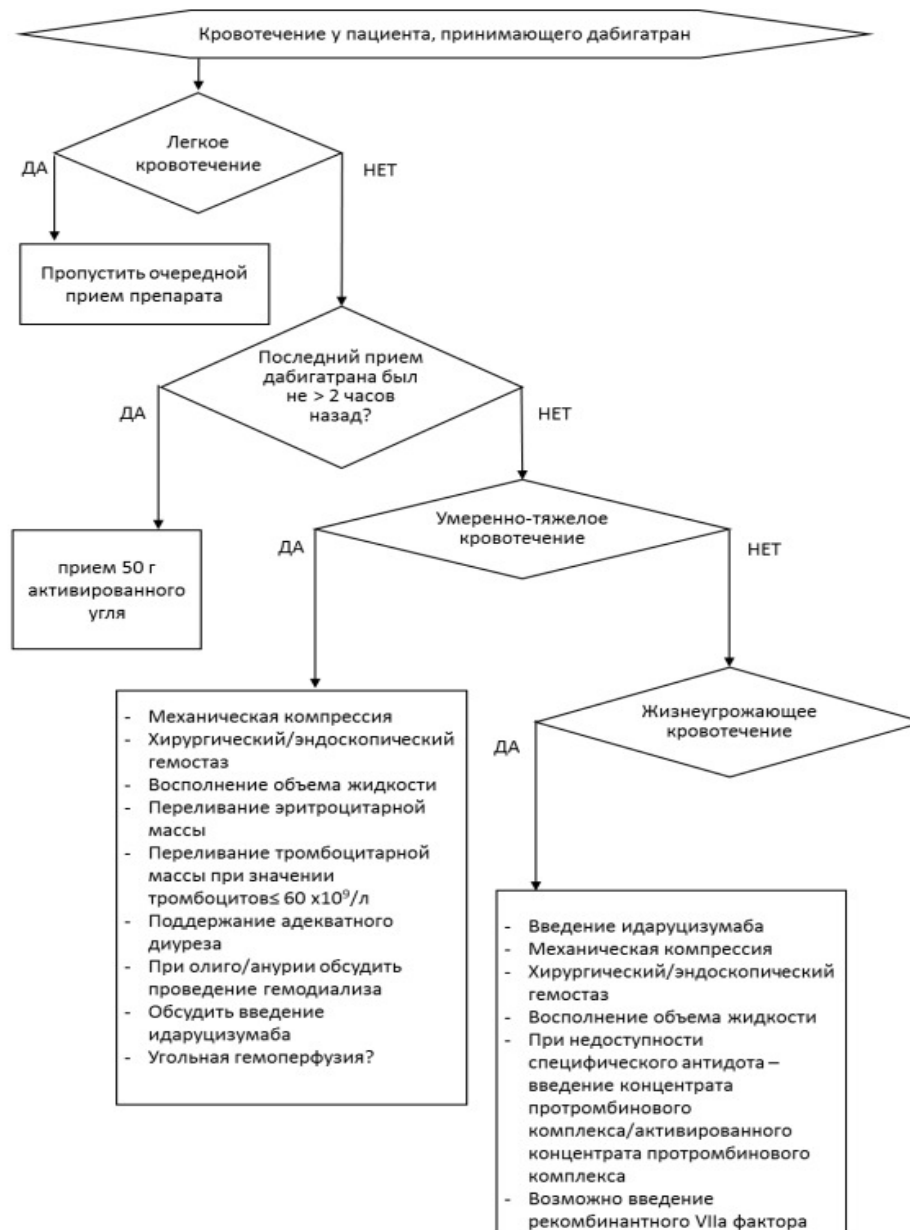 Кровотечение у пациента, принимающего дабигатран
Легкое
кровотечение
ДА
НЕТ
Пропустить очередной
прием препарата
Последний прием
дабигатрана был
не > 2 часов
назад?
ДА
НЕТ
прием 50 г
активированного
угля
Умеренно-тяжелое
кровотечение
ДА
НЕТ
- Механическая компрессия
- Хирургический/эндоскопический
гемостаз
- Восполнение объема жидкости
- Переливание эритроцитарной
массы
- Переливание тромбоцитарной
массы при значении
тромбоцитов≤ 60 х10⁹/л
- Поддержание адекватного
диуреза
- При олиго/анурии обсудить
проведение гемодиализа
- Обсудить введение
идаруцизумаба
- Угольная гемоперфузия?
Жизнеугрожающее
кровотечение
ДА
- Введение идаруцизумаба
- Механическая компрессия
- Хирургический/эндоскопический
гемостаз
- Восполнение объема жидкости
- При недоступности
специфического антидота –
введение концентрата
протромбинового
комплекса/активированного
концентрата протромбинового
комплекса
- Возможно введение
рекомбинантного VIIa фактора